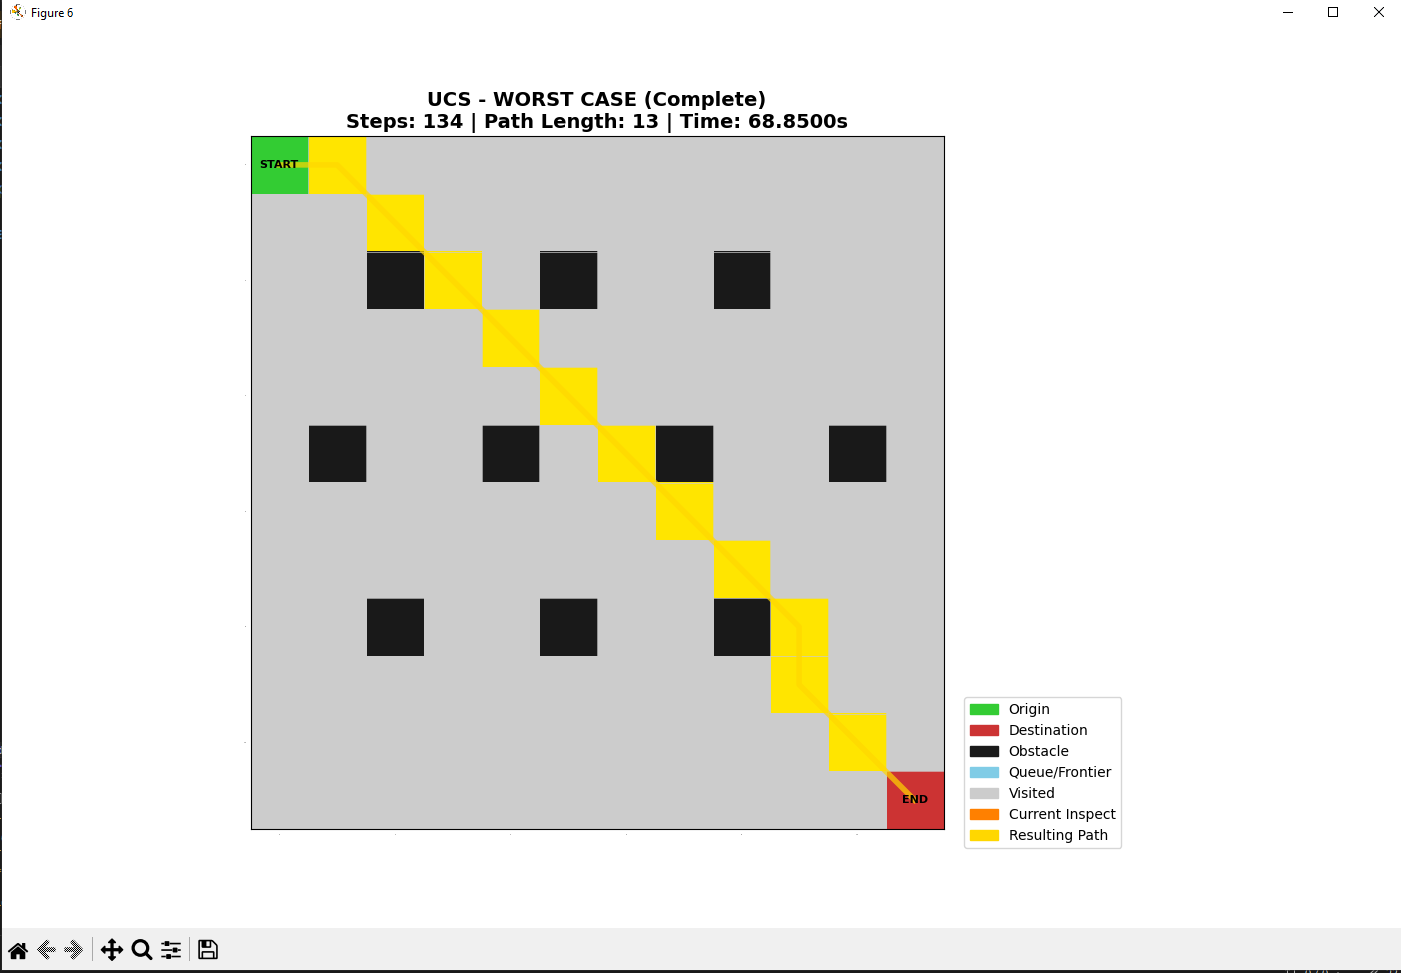 Figure 6
UCS - WORST CASE (Complete)
Steps: 134 | Path Length: 13 | Time: 68.8500s
START
END
Origin
Destination
Obstacle
Queue/Frontier
Visited
Current Inspect
Resulting Path